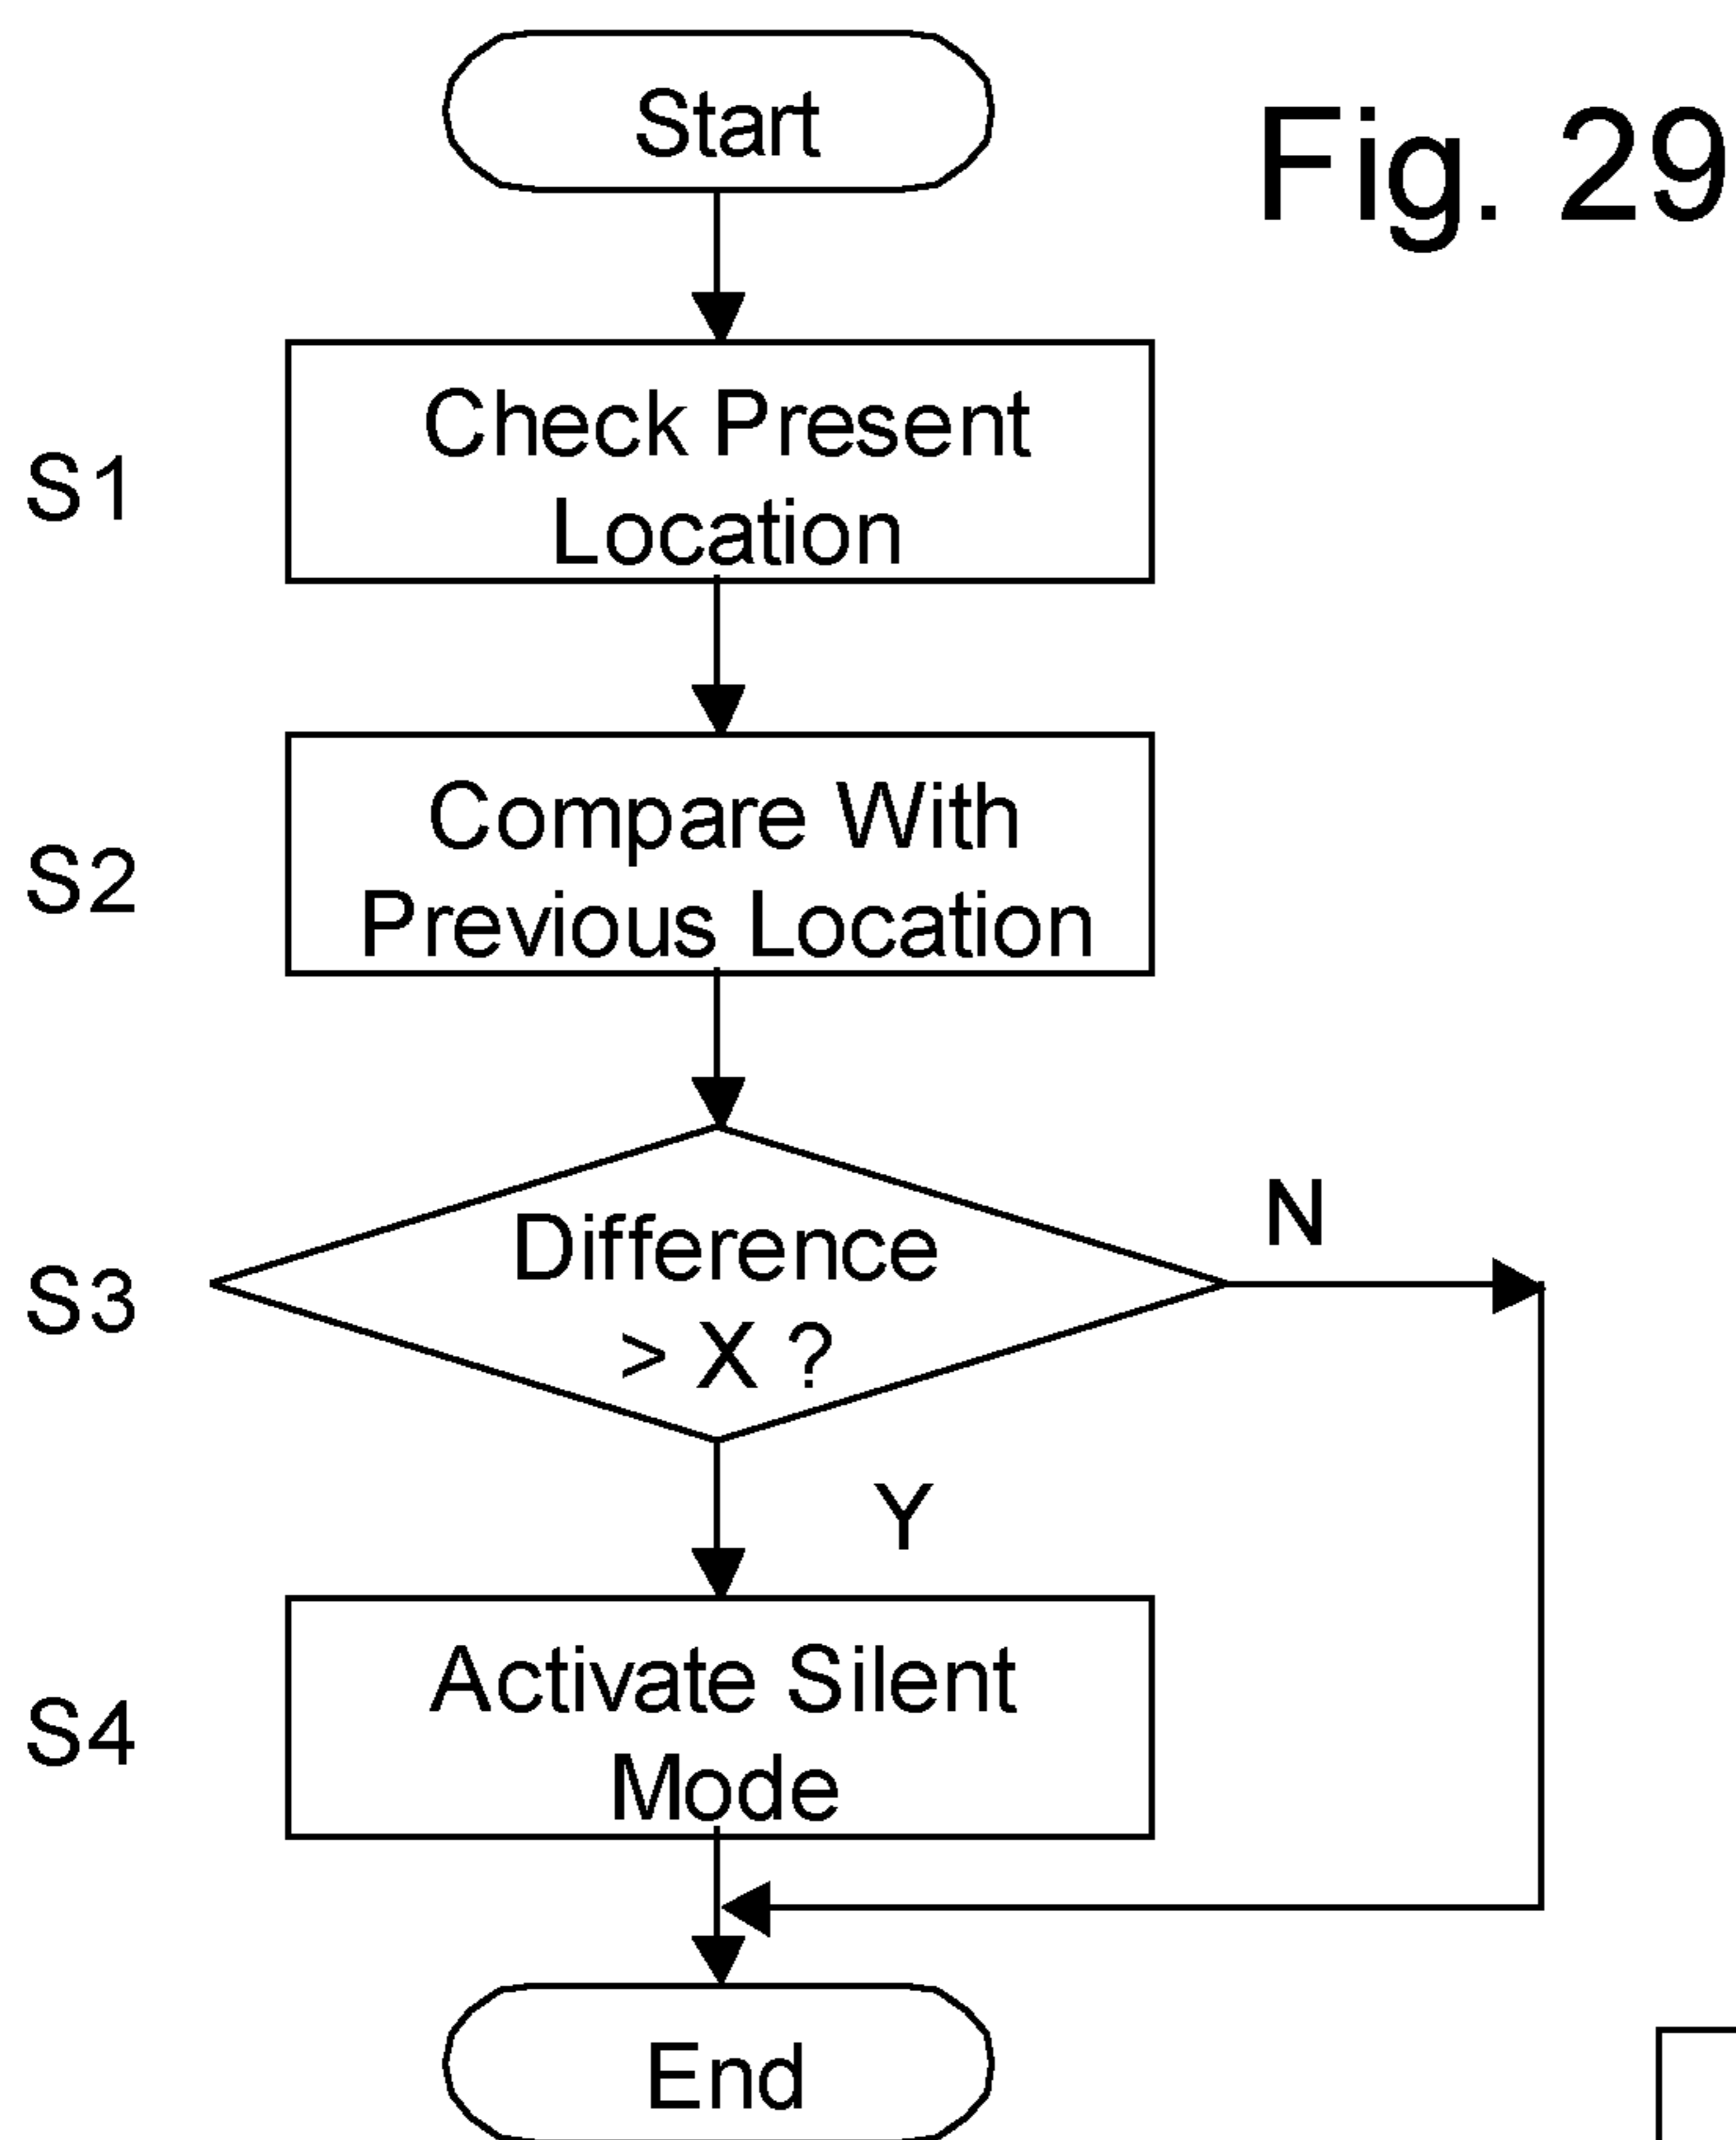 Start
Fig. 29
S1
Check Present
Location
S2
Compare With
Previous Location
S3
Difference
> X ?
N
Y
S4
Activate Silent
Mode
End